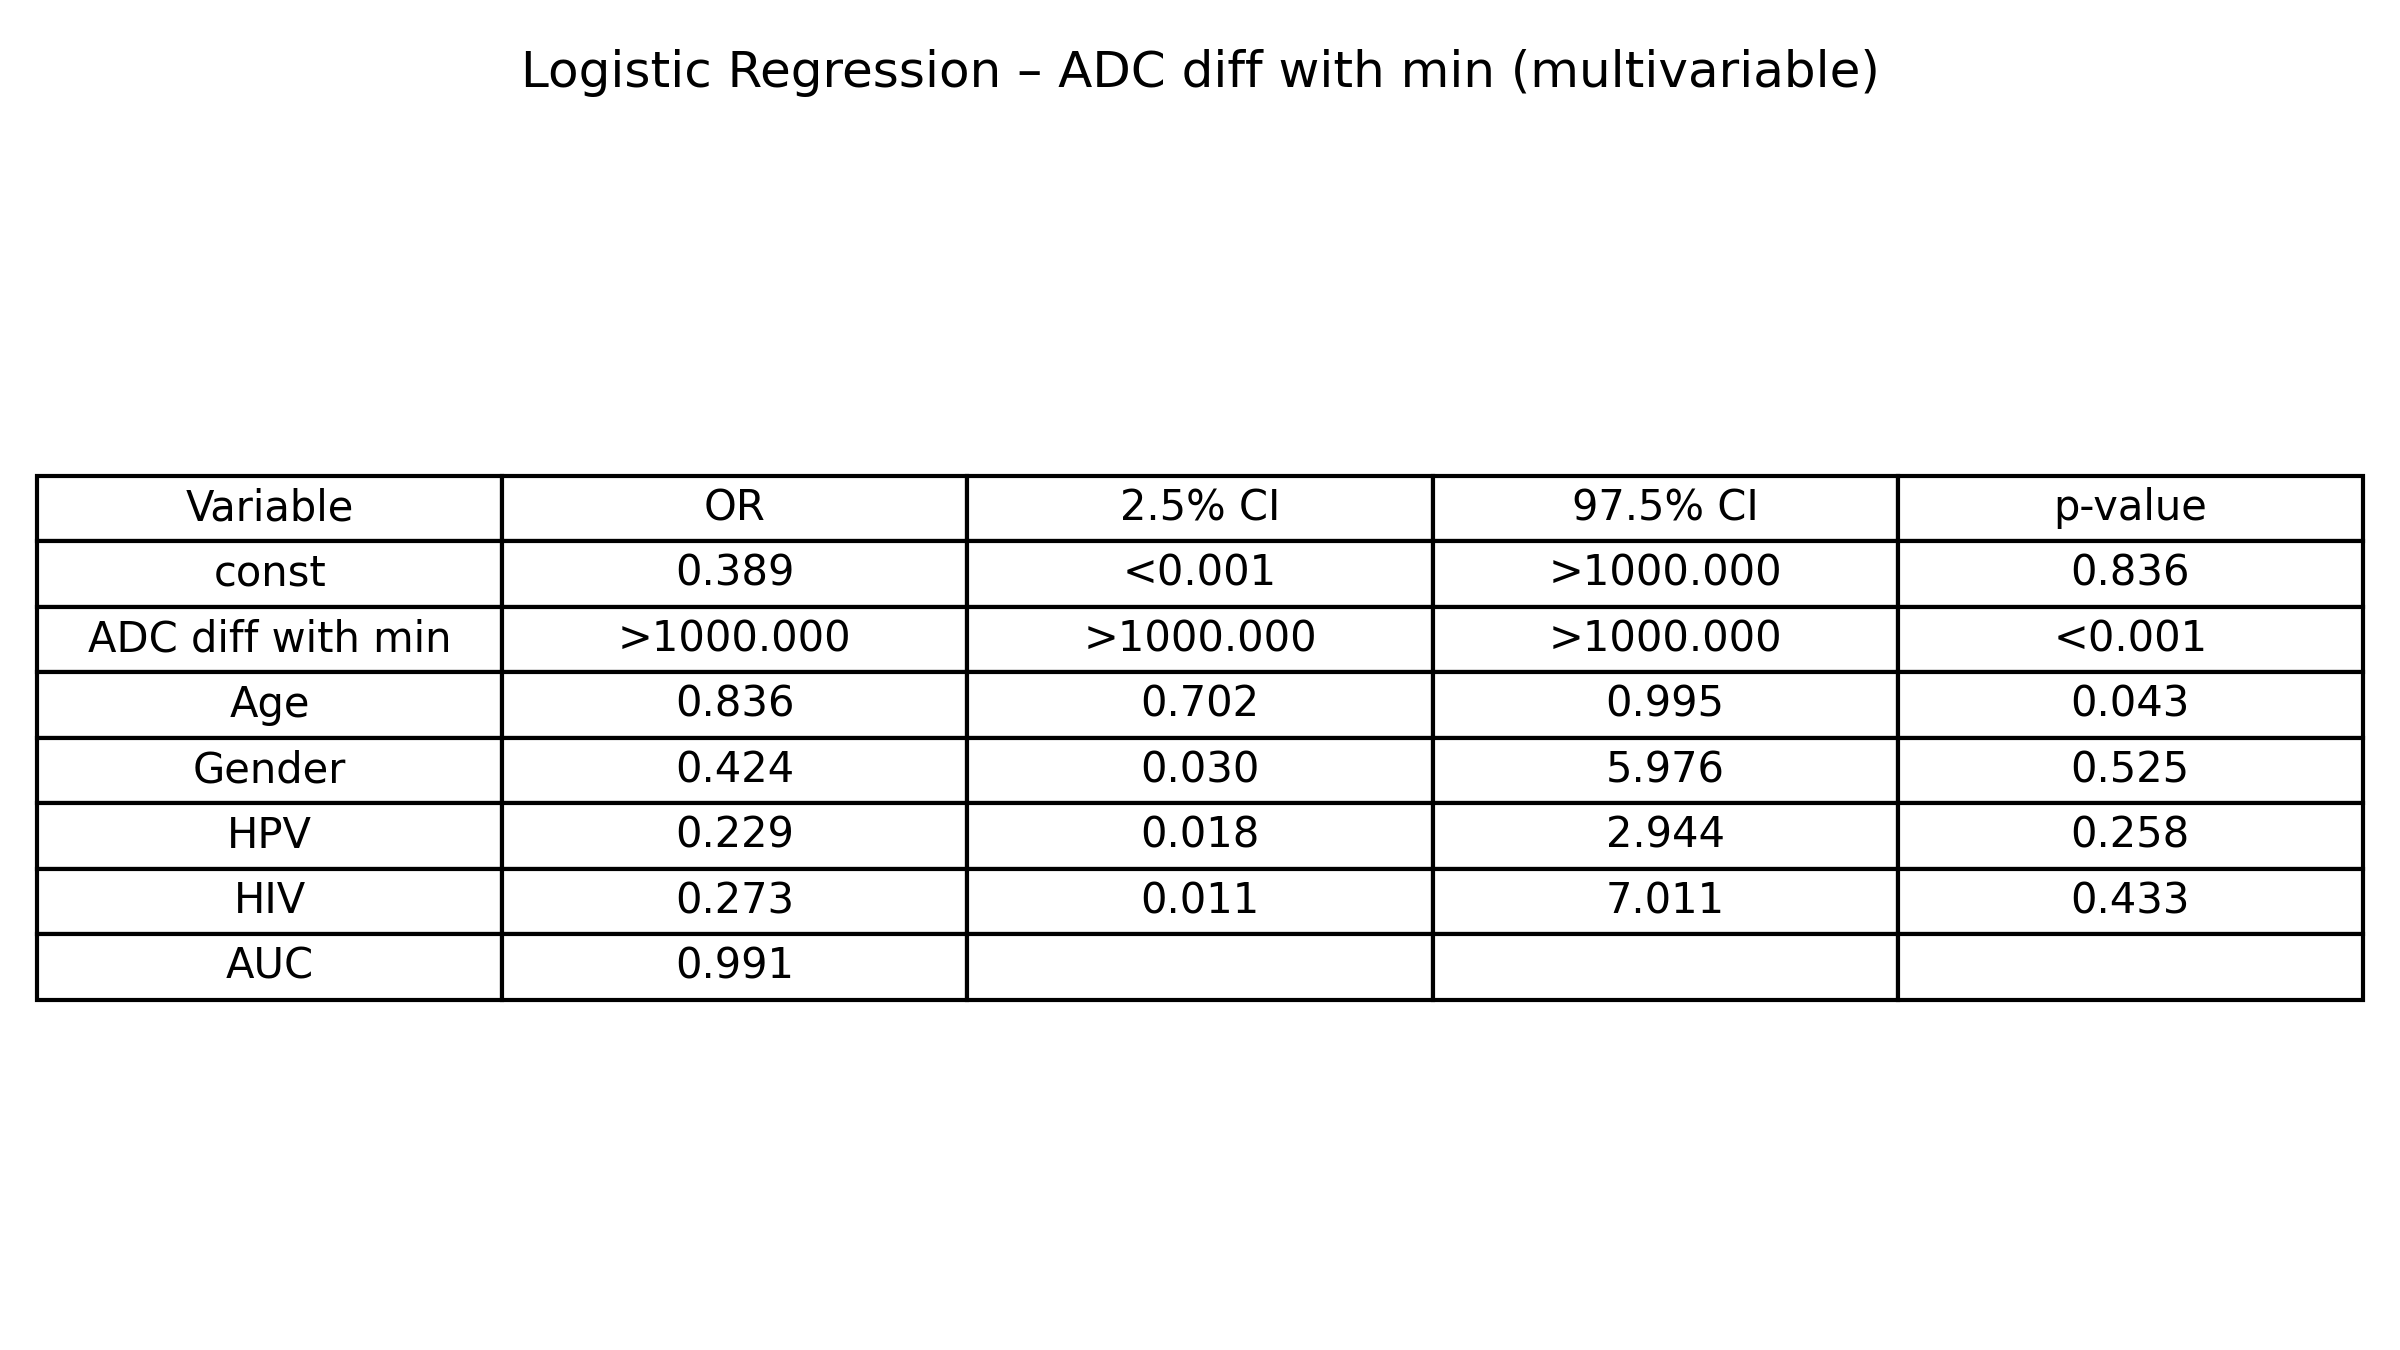 Logistic Regression – ADC diff with min (multivariable)
Variable OR 2.5% CI 97.5% CI p-value
const 0.389 <0.001 >1000.000 0.836
ADC diff with min >1000.000 >1000.000 >1000.000 <0.001
Age 0.836 0.702 0.995 0.043
Gender 0.424 0.030 5.976 0.525
HPV 0.229 0.018 2.944 0.258
HIV 0.273 0.011 7.011 0.433
AUC 0.991